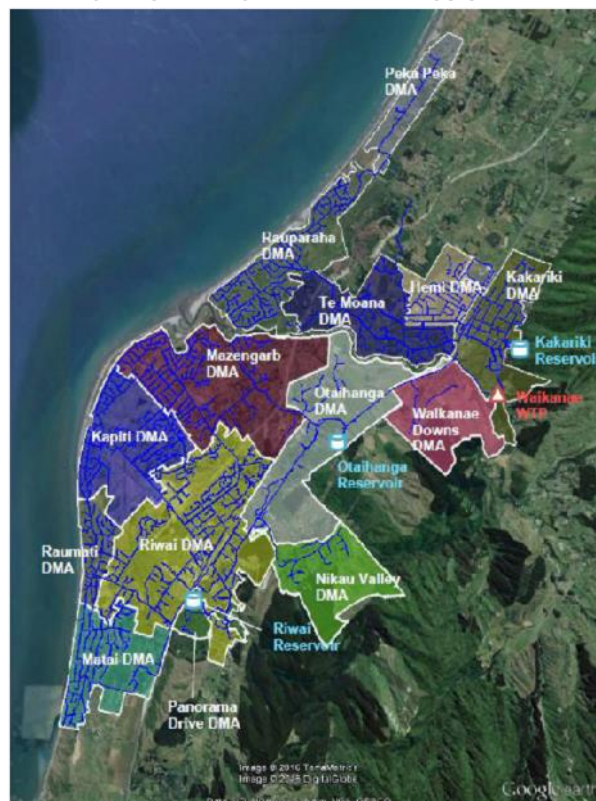 Peka Peka
DMA
Rauparaha
DMA
Hemi DMA
Kakariki
DMA
Te Moana
DMA
Kakariki
Reservoir
Mazengarb
DMA
Otaihanga
DMA
Waikanae
WTP
Waikanae
Downs
DMA
Kapiti DMA
Otaihanga
Reservoir
Raumati
DMA
Riwai DMA
Nikau Valley
DMA
Riwai
Reservoir
Matai DMA
Panorama
Drive DMA
Image © 2016 TerraMetrics
Image © 2016 DigitalGlobe
Google earth